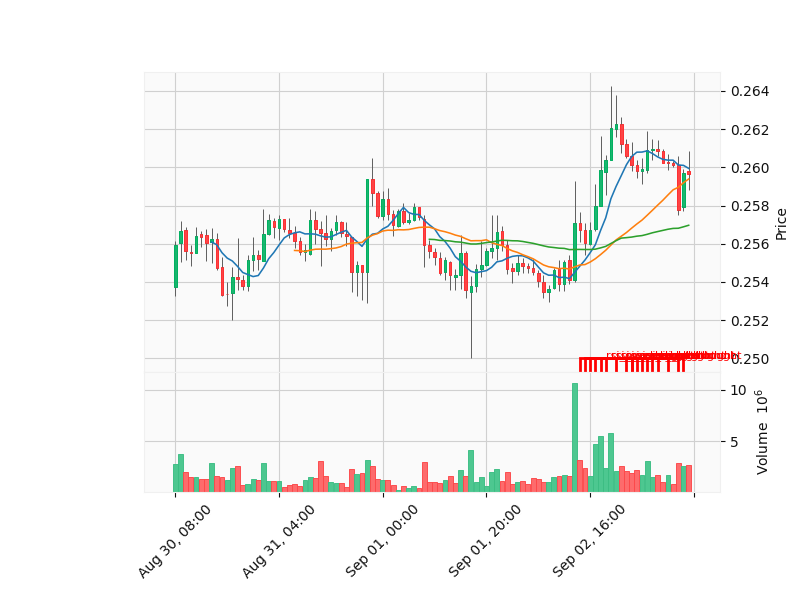 0.264
0.262
0.260
0.258
0.256
0.254
0.252
0.250
Price
10
5
Volume 10^6
Aug 30, 08:00
Aug 31, 04:00
Sep 01, 00:00
Sep 01, 20:00
Sep 02, 16:00